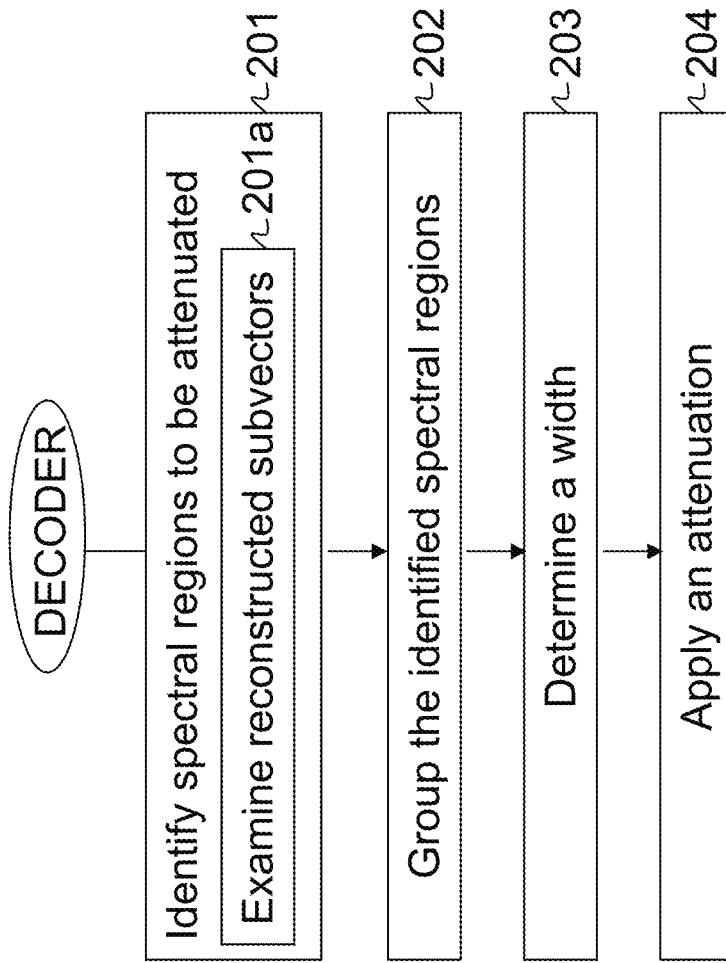 DECODER
Identify spectral regions to be attenuated
201
Examine reconstructed subvectors
201a
Group the identified spectral regions
202
Determine a width
203
Apply an attenuation
204